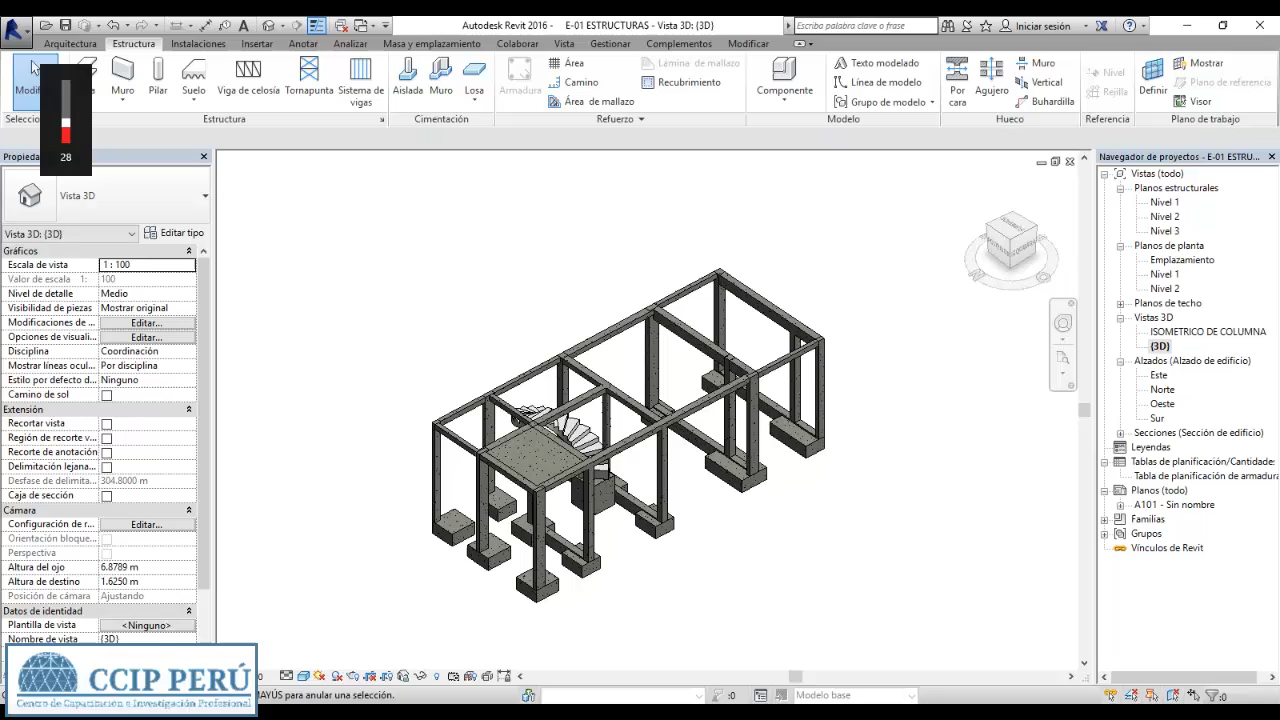 Autodesk Revit 2016 - E-01 ESTRUCTURAS - Vista 3D: {3D}
Escriba palabra clave o frase
Iniciar sesión
Arquitectura Estructura Instalaciones Insertar Anotar Analizar Masa y emplazamiento Colaborar Vista Gestionar Complementos Modificar
Muro Pilar Suelo Viga de celosía Tornapunta Sistema de vigas
Aislada Muro Losa
Armadura
Área
Camino
Área de mallazo
Lámina de mallazo
Recubrimiento
Componente
Texto modelado
Línea de modelo
Grupo de modelo
Por cara
Agujero
Muro
Vertical
Buhardilla
Nivel
Rejilla
Definir
Mostrar
Plano de referencia
Visor
Estructura Cimentación Refuerzo Modelo Hueco Referencia Plano de trabajo
28
Vista 3D
Vista 3D: {3D}
Editar tipo
Gráficos
Escala de vista 1 : 100
Valor de escala 1: 100
Nivel de detalle Medio
Visibilidad de piezas Mostrar original
Modificaciones de ... Editar...
Opciones de visuali... Editar...
Disciplina Coordinación
Mostrar líneas ocul... Por disciplina
Estilo por defecto d... Ninguno
Camino de sol
Extensión
Recortar vista
Región de recorte v...
Recorte de anotación
Delimitación lejana...
Desfase de delimita... 304.8000 m
Caja de sección
Cámara
Configuración de r... Editar...
Orientación bloque...
Perspectiva
Altura del ojo 6.8789 m
Altura de destino 1.6250 m
Posición de cámara Ajustando
Datos de identidad
Plantilla de vista <Ninguno>
Nombre de vista {3D}
Navegador de proyectos - E-01 ESTRU...
Vistas (todo)
Planos estructurales
Nivel 1
Nivel 2
Nivel 3
Planos de planta
Emplazamiento
Nivel 1
Nivel 2
Planos de techo
Vistas 3D
ISOMETRICO DE COLUMNA
{3D}
Alzados (Alzado de edificio)
Este
Norte
Oeste
Sur
Secciones (Sección de edificio)
Leyendas
Tablas de planificación/Cantidade:
Tabla de planificación de armadura
Planos (todo)
A101 - Sin nombre
Familias
Grupos
Vínculos de Revit
CCIP PERÚ
Centro de Capacitación e Investigación Profesional
MAYÚS para anular una selección.
:0
Modelo base
:0